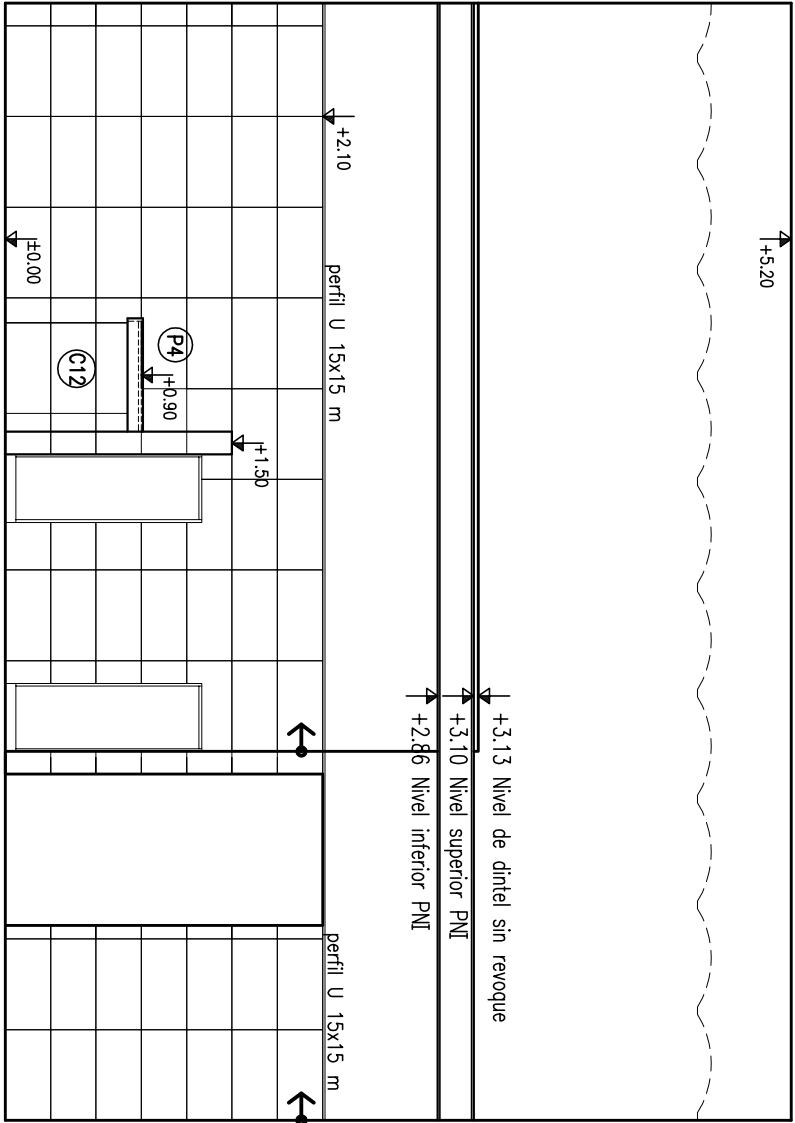 +5.20
+3.13 Nivel de dintel sin revoque
+3.10 Nivel superior PNI
+2.86 Nivel inferior PNI
+2.10
perfil U 15x15 m
perfil U 15x15 m
+1.50
P4
+0.90
C12
±0.00